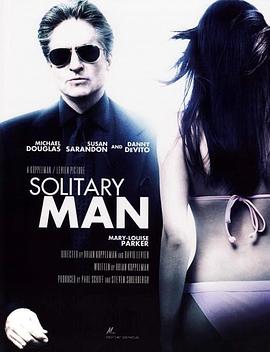 MICHAEL DOUGLAS SUSAN SARANDON AND DANNY DEVITO
A KOPPELMAN / LEVIEN PICTURE
SOLITARY
MAN
MARY-LOUISE
PARKER
DIRECTED BY BRIAN KOPPELMAN AND DAVID LEVIEN
WRITTEN BY BRIAN KOPPELMAN
PRODUCED BY PAUL SCHIFF AND STEVEN SODERBERGH